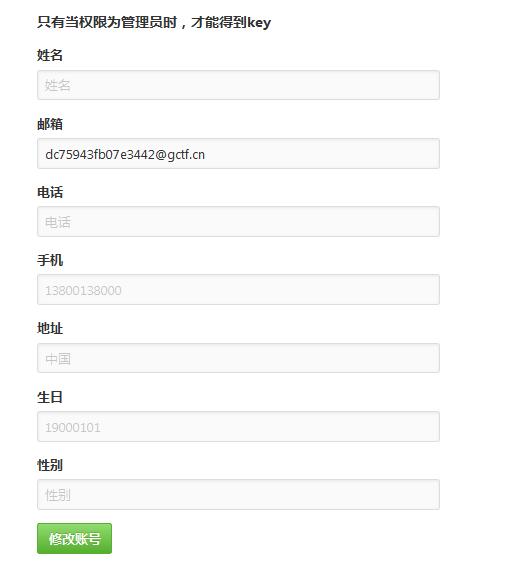 只有当权限为管理员时，才能得到key
姓名
姓名
邮箱
dc75943fb07e3442@gctf.cn
电话
电话
手机
13800138000
地址
中国
生日
19000101
性别
性别
修改账号